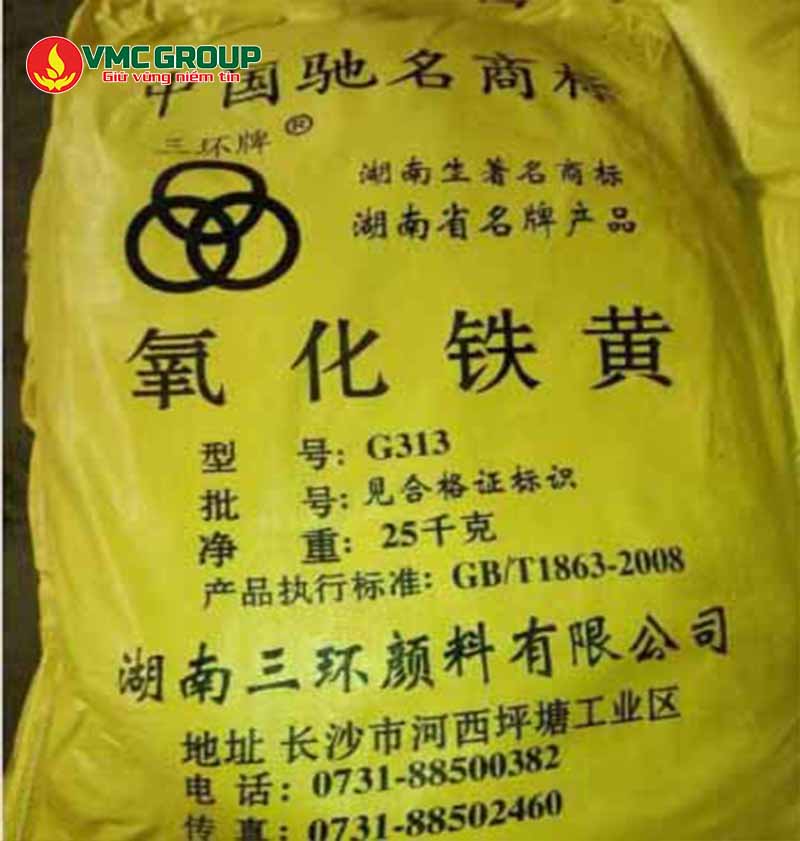 VMC GROUP
Giữ vững niềm tin
中国驰名商标
三环牌 ®
湖南生著名商标
湖南省名牌产品
氧化铁黄
型 号: G313
批 号: 见合格证标识
净 重: 25千克
产品执行标准: GB/T1863-2008
湖南三环颜料有限公司
地址 长沙市河西坪塘工业区
电 话: 0731-88500382
传 真: 0731-88502460